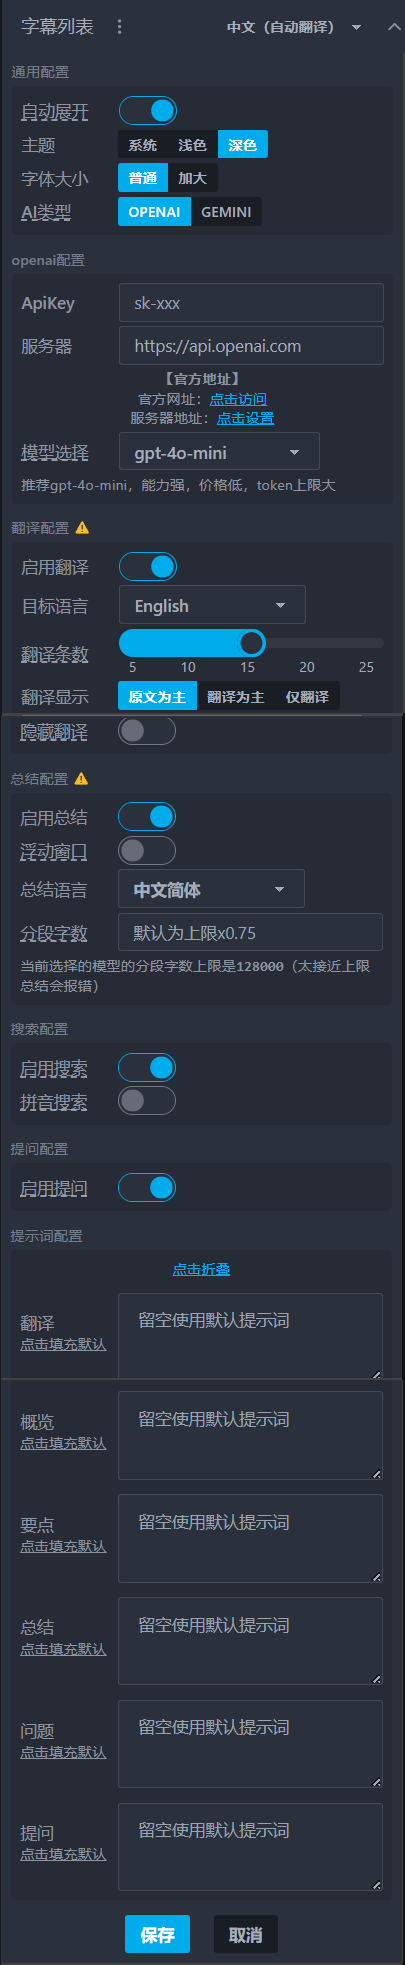 字幕列表 中文（自动翻译）
通用配置
自动展开
主题 系统 浅色 深色
字体大小 普通 加大
AI类型 OPENAI GEMINI
openai配置
ApiKey sk-xxx
服务器 https://api.openai.com
【官方地址】
官方网址：点击访问
服务器地址：点击设置
模型选择 gpt-4o-mini
推荐gpt-4o-mini，能力强，价格低，token上限大
翻译配置
启用翻译
目标语言 English
翻译条数
5 10 15 20 25
翻译显示 原文为主 翻译为主 仅翻译
隐藏翻译
总结配置
启用总结
浮动窗口
总结语言 中文简体
分段字数 默认为上限x0.75
当前选择的模型的分段字数上限是128000（太接近上限
总结会报错）
搜索配置
启用搜索
拼音搜索
提问配置
启用提问
提示词配置
点击折叠
翻译 留空使用默认提示词
点击填充默认
概览 留空使用默认提示词
点击填充默认
要点 留空使用默认提示词
点击填充默认
总结 留空使用默认提示词
点击填充默认
问题 留空使用默认提示词
点击填充默认
提问 留空使用默认提示词
点击填充默认
保存 取消